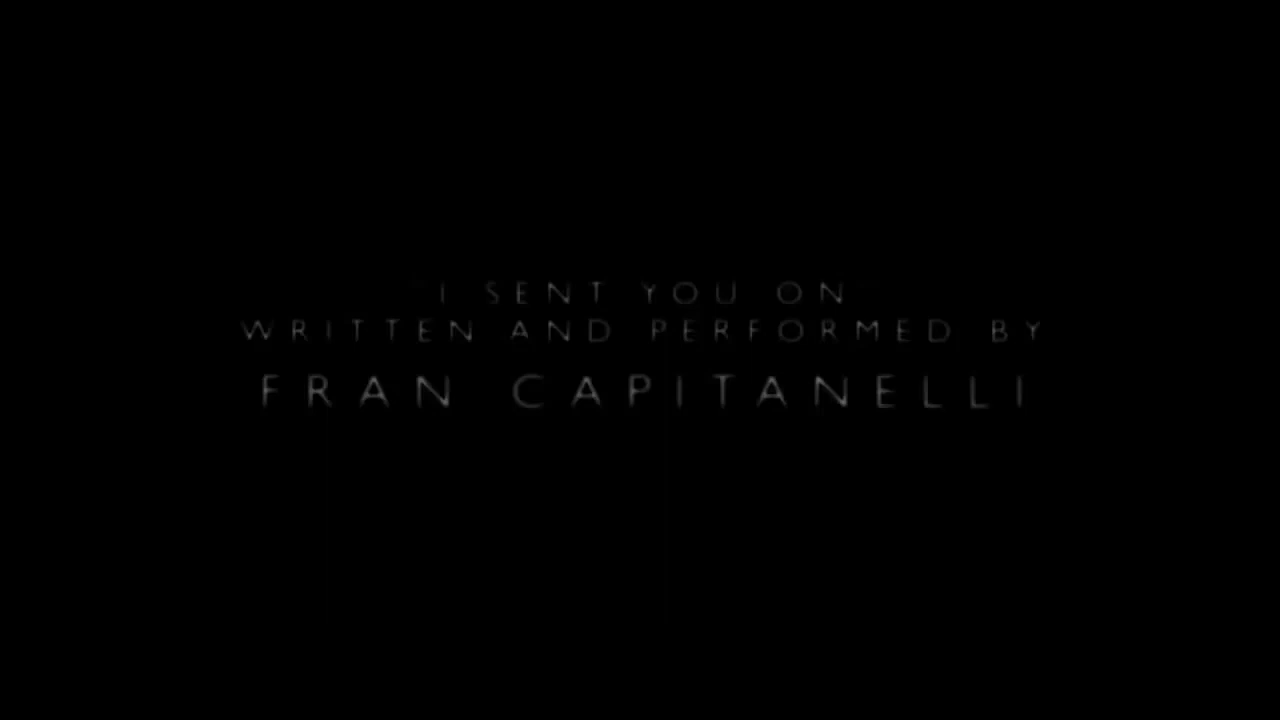 "I SENT YOU ON"
WRITTEN AND PERFORMED BY
FRAN CAPITANELLI